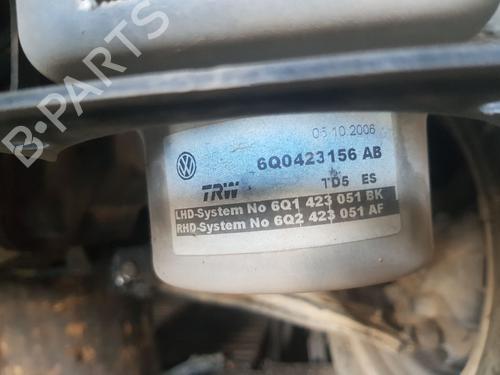 05.10.2006
6Q0423156 AB
TRW
TD5 ES
LHD-System No 6Q1 423 051 BK
RHD-System No 6Q2 423 051 AF
B-PARTS